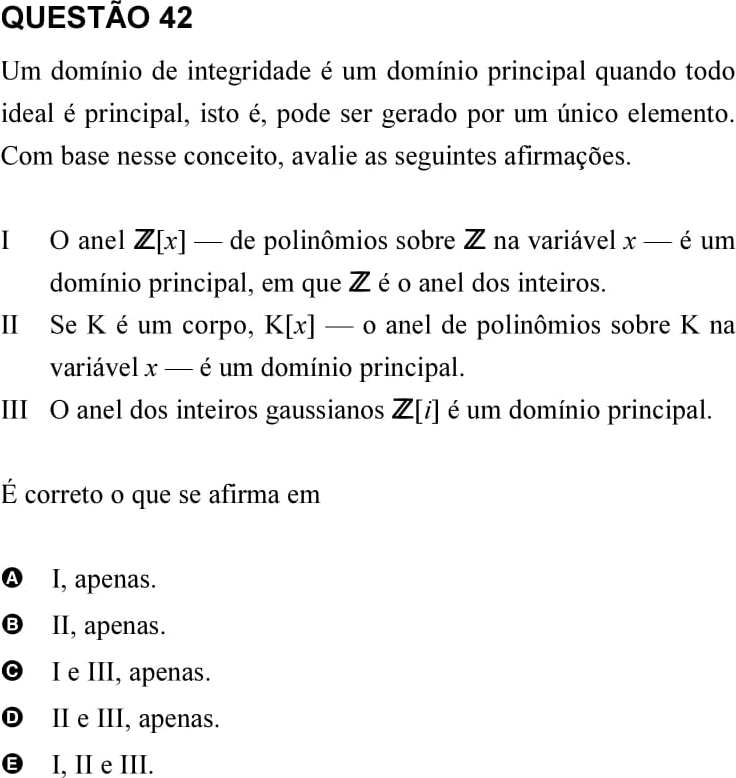 QUESTÃO 42
Um domínio de integridade é um domínio principal quando todo
ideal é principal, isto é, pode ser gerado por um único elemento.
Com base nesse conceito, avalie as seguintes afirmações.
I O anel ℤ[x] — de polinômios sobre ℤ na variável x — é um
domínio principal, em que ℤ é o anel dos inteiros.
II Se K é um corpo, K[x] — o anel de polinômios sobre K na
variável x — é um domínio principal.
III O anel dos inteiros gaussianos ℤ[i] é um domínio principal.
É correto o que se afirma em
A I, apenas.
B II, apenas.
C I e III, apenas.
D II e III, apenas.
E I, II e III.